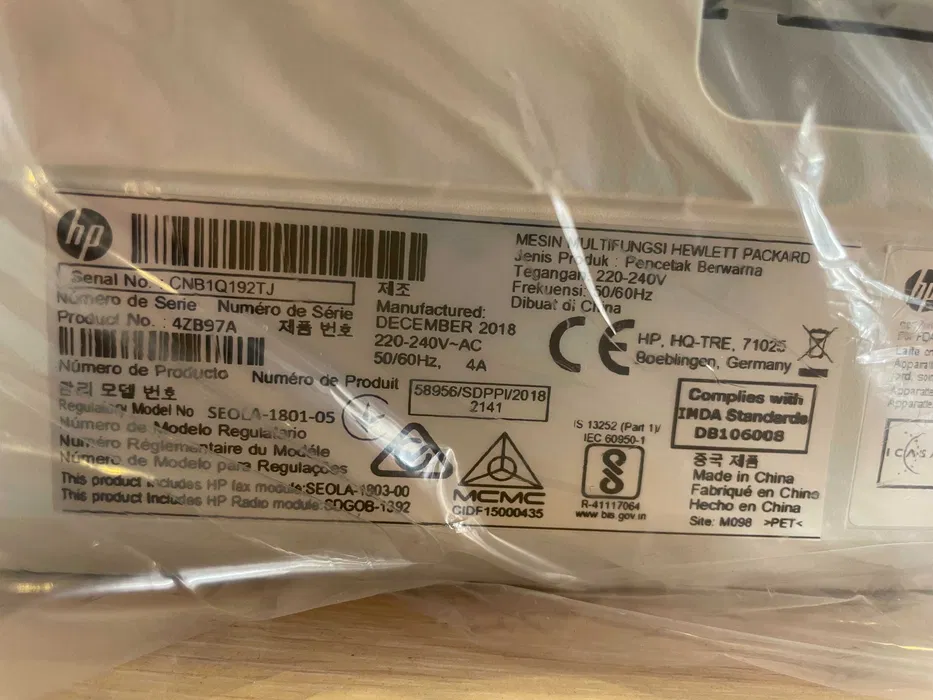 hp
Serial No. CNB1Q192TJ
Número de Serie Numéro de Série
Product No. : 4ZB97A 제품 번호
Número de Producto Numéro de Produit
관리 모델 번호
Regulatory Model No SEOLA-1801-05
Número de Modelo Regulatorio
Numéro Réglementaire du Modéle
Número de Modelo para Regulações
This product includes HP fax module:SEOLA-1803-00
This product Includes HP Radio module:SDGOB-1392
제조
Manufactured:
DECEMBER 2018
220-240V~AC
50/60Hz, 4A
58956/SDPPI/2018
2141
MCMC
CIDF15000435
MESIN MULTIFUNGSI HEWLETT PACKARD
Jenis Produk : Pencetak Berwarna
Tegangan 220-240V
Frekuensi 50/60Hz
Dibuat di China
CE
HP, HQ-TRE, 71025
Boeblingen, Germany
IS 13252 (Part 1)/
IEC 60950-1
R-41117064
www.bis.gov.in
Complies with
IMDA Standards
DB106008
중국 제품
Made in China
Fabriqué en Chine
Hecho en China
Site: M098 >PET<
hp
ICASA